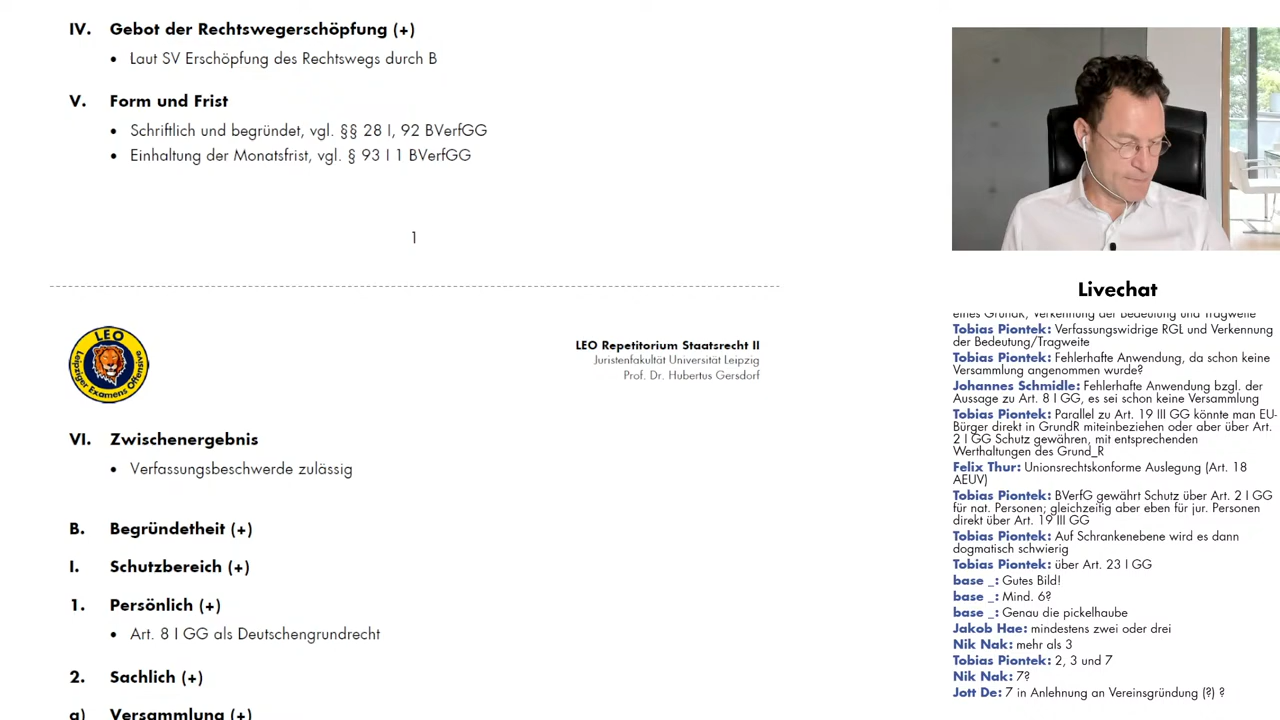 IV. Gebot der Rechtswegerschöpfung (+)
• Laut SV Erschöpfung des Rechtswegs durch B
V. Form und Frist
• Schriftlich und begründet, vgl. §§ 28 I, 92 BVerfGG
• Einhaltung der Monatsfrist, vgl. § 93 I 1 BVerfGG
1
LEO
Leipziger Examens Offensive
LEO Repetitorium Staatsrecht II
Juristenfakultät Universität Leipzig
Prof. Dr. Hubertus Gersdorf
VI. Zwischenergebnis
• Verfassungsbeschwerde zulässig
B. Begründetheit (+)
I. Schutzbereich (+)
1. Persönlich (+)
• Art. 8 I GG als Deutschengrundrecht
2. Sachlich (+)
a) Versammlung (+)
Livechat
eines GrundR, Verkennung der Bedeutung und Tragweite
Tobias Piontek: Verfassungswidrige RGL und Verkennung
der Bedeutung/Tragweite
Tobias Piontek: Fehlerhafte Anwendung, da schon keine
Versammlung angenommen wurde?
Johannes Schmidle: Fehlerhafte Anwendung bzgl. der
Aussage zu Art. 8 I GG, es sei schon keine Versammlung
Tobias Piontek: Parallel zu Art. 19 III GG könnte man EU-
Bürger direkt in GrundR miteinbeziehen oder aber über Art.
2 I GG Schutz gewähren, mit entsprechenden
Werthaltungen des Grund_R
Felix Thur: Unionsrechtskonforme Auslegung (Art. 18
AEUV)
Tobias Piontek: BVerfG gewährt Schutz über Art. 2 I GG
für nat. Personen; gleichzeitig aber eben für jur. Personen
direkt über Art. 19 III GG
Tobias Piontek: Auf Schrankenebene wird es dann
dogmatisch schwierig
Tobias Piontek: über Art. 23 I GG
base _: Gutes Bild!
base _: Mind. 6?
base _: Genau die pickelhaube
Jakob Hae: mindestens zwei oder drei
Nik Nak: mehr als 3
Tobias Piontek: 2, 3 und 7
Nik Nak: 7?
Jott De: 7 in Anlehnung an Vereinsgründung (?) ?